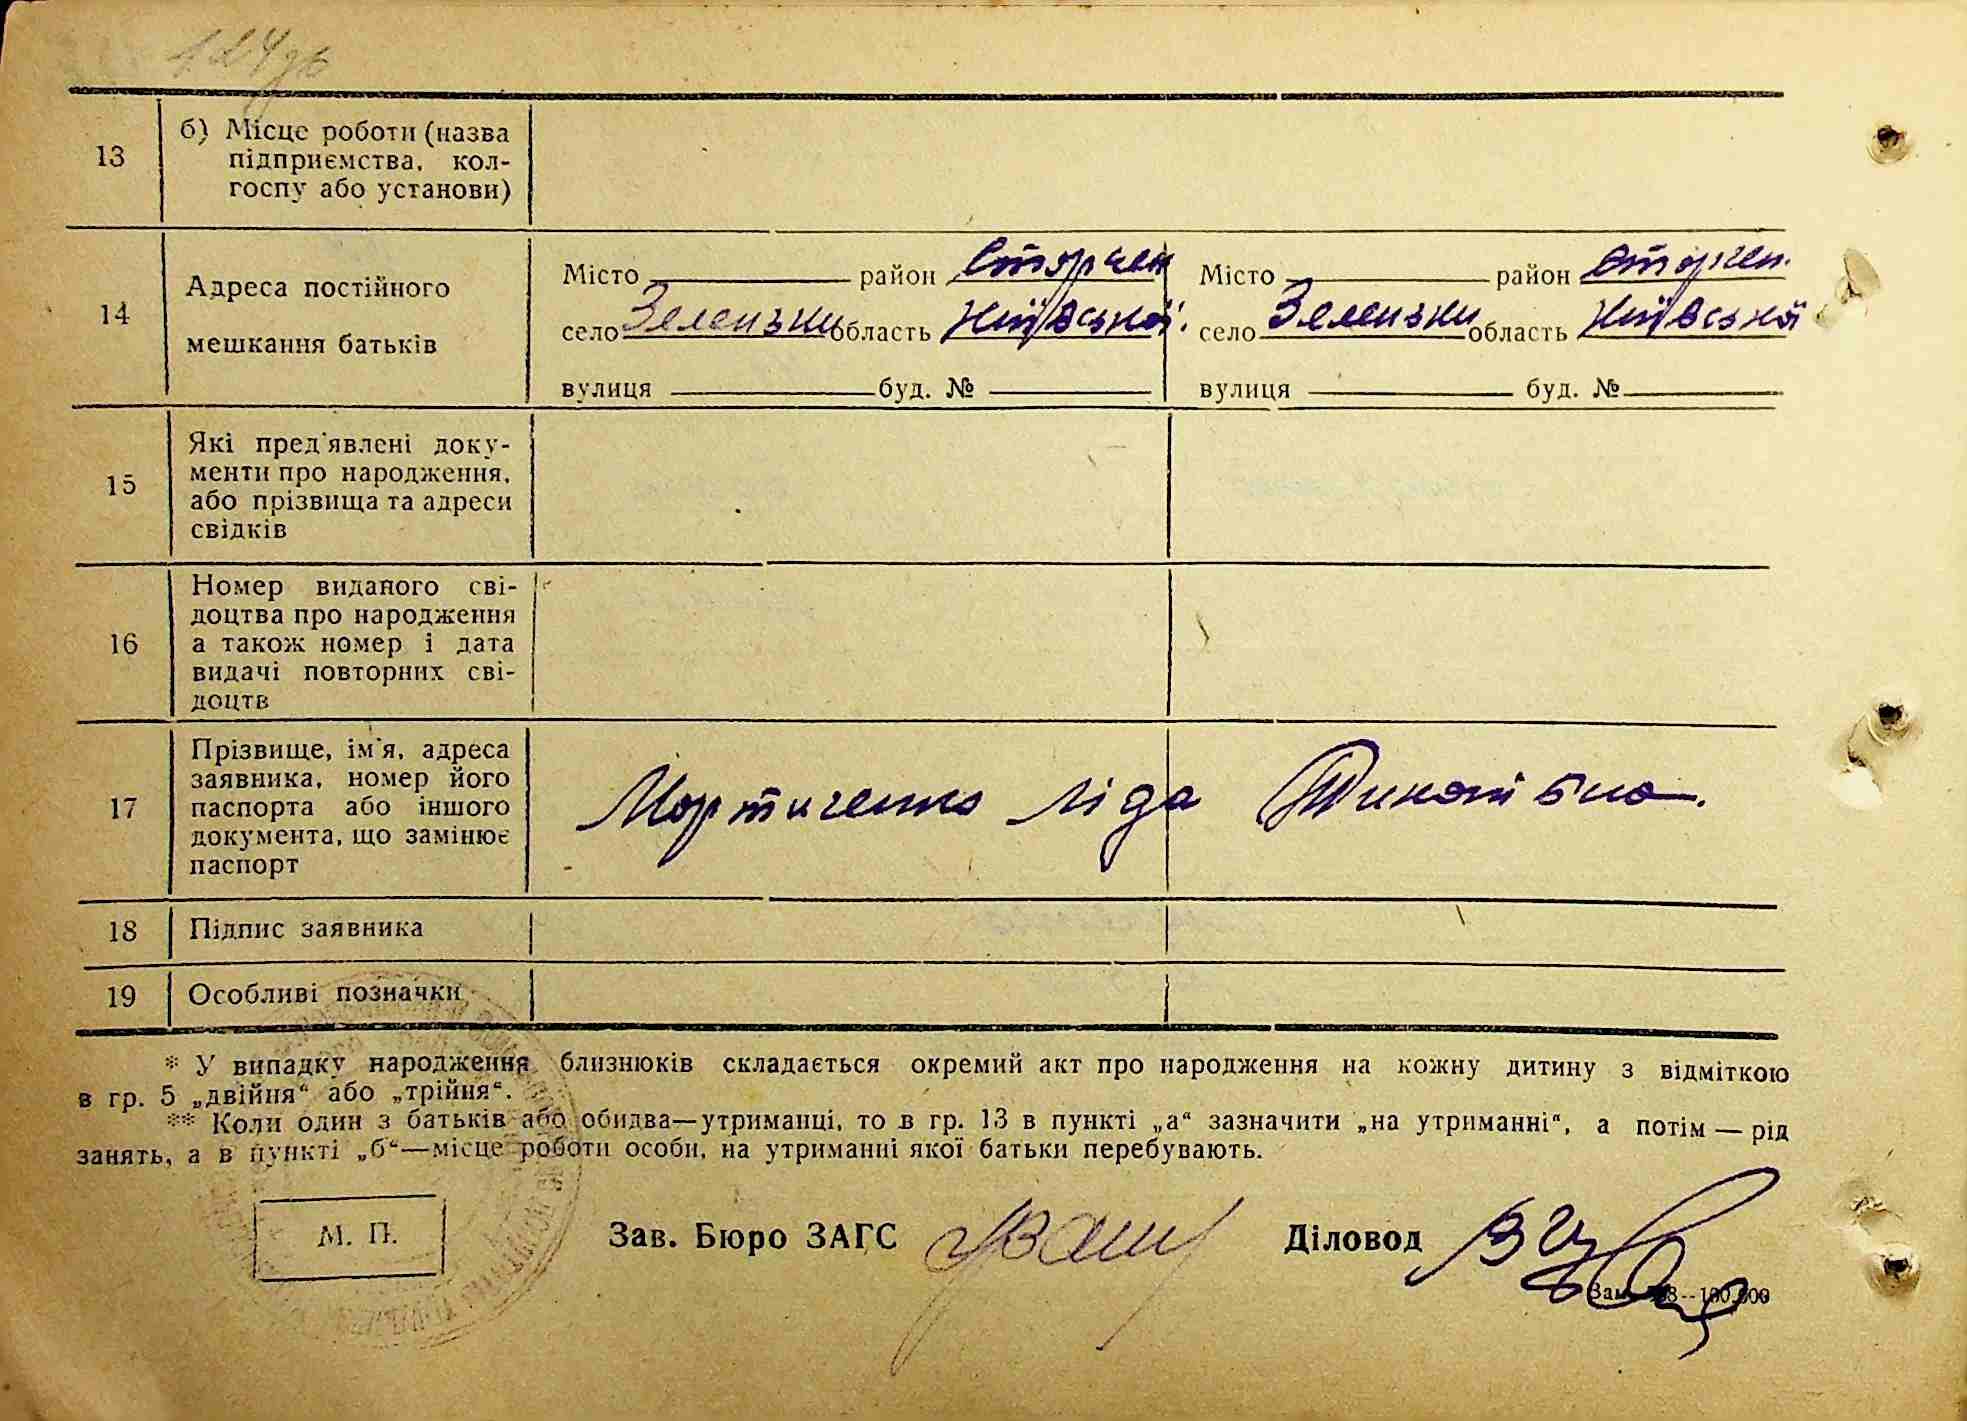 13
б) Місце роботи (назва
підприємства, кол-
госпу або установи)
14
Адреса постійного
мешкання батьків
Місто район
село Зеленьки область Київської
вулиця буд. №
Місто район
село Зеленьки область Київської
вулиця буд. №
15
Які пред'явлені доку-
менти про народження,
або прізвища та адреси
свідків
16
Номер виданого сві-
доцтва про народження
а також номер і дата
видачі повторних сві-
доцтв
17
Прізвище, ім'я, адреса
заявника, номер його
паспорта або іншого
документа, що замінює
паспорт
Мартиченко Ліда
18
Підпис заявника
19
Особливі позначки
* У випадку народження близнюків складається окремий акт про народження на кожну дитину з відміткою
в гр. 5 „двійня“ або „трійня“.
** Коли один з батьків або обидва—утриманці, то в гр. 13 в пункті „а“ зазначити „на утриманні“, а потім — рід
занять, а в пункті „б“—місце роботи особи, на утриманні якої батьки перебувають.
М. П.
Зав. Бюро ЗАГС
Діловод